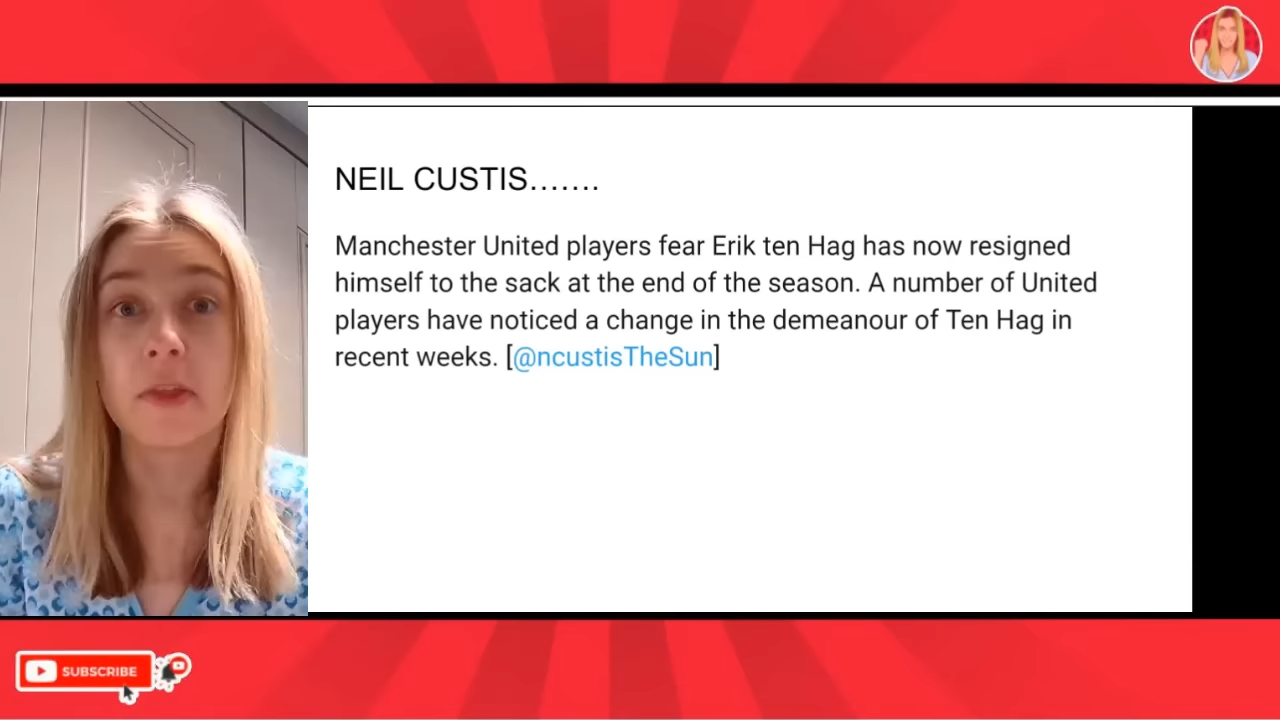 NEIL CUSTIS.......
Manchester United players fear Erik ten Hag has now resigned
himself to the sack at the end of the season. A number of United
players have noticed a change in the demeanour of Ten Hag in
recent weeks. [@ncustisTheSun]
SUBSCRIBE